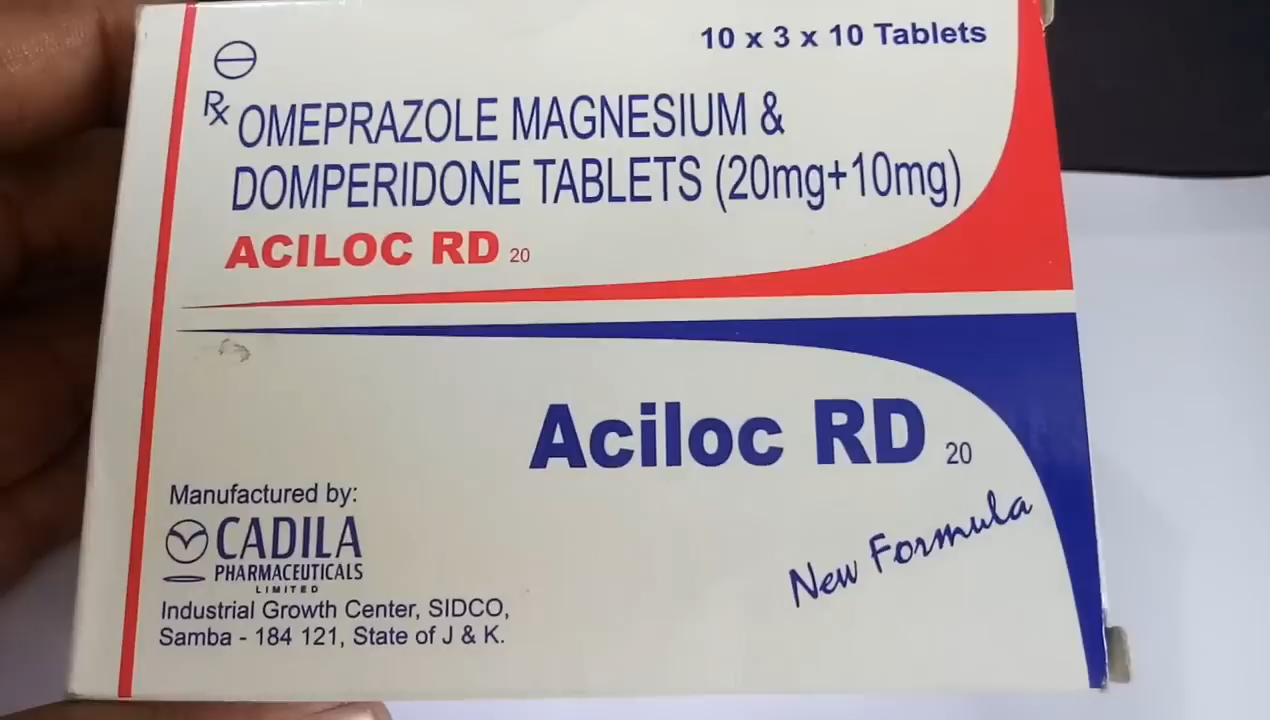 10 x 3 x 10 Tablets
Rx OMEPRAZOLE MAGNESIUM &
DOMPERIDONE TABLETS (20mg+10mg)
ACILOC RD 20
Aciloc RD 20
New Formula
Manufactured by:
CADILA
PHARMACEUTICALS
LIMITED
Industrial Growth Center, SIDCO,
Samba - 184 121, State of J & K.